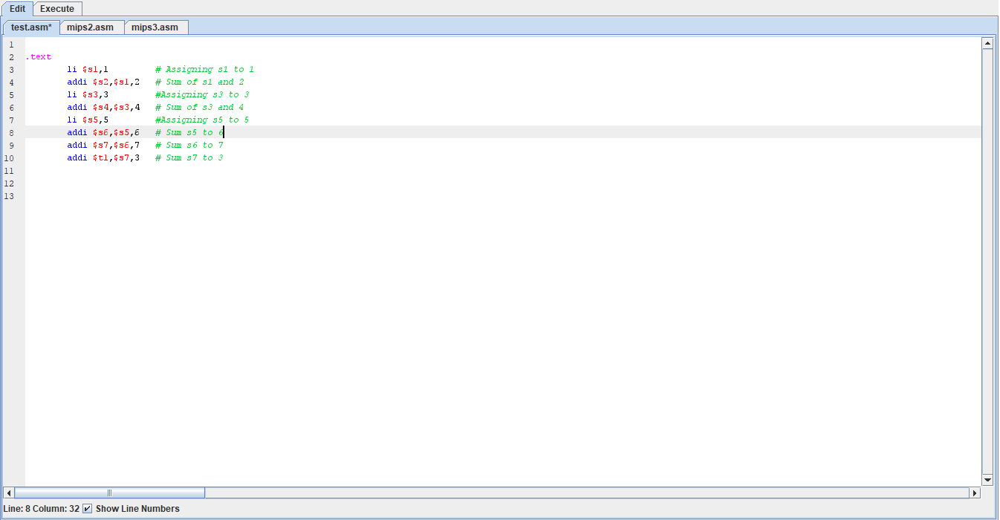 Edit Execute
test.asm* mips2.asm mips3.asm
1
2 .text
3 li $s1,1 # Assigning s1 to 1
4 addi $s2,$s1,2 # Sum of s1 and 2
5 li $s3,3 #Assigning s3 to 3
6 addi $s4,$s3,4 # Sum of s3 and 4
7 li $s5,5 #Assigning s5 to 5
8 addi $s6,$s5,6 # Sum s5 to 6
9 addi $s7,$s6,7 # Sum s6 to 7
10 addi $t1,$s7,3 # Sum s7 to 3
11
12
13
Line: 8 Column: 32 Show Line Numbers